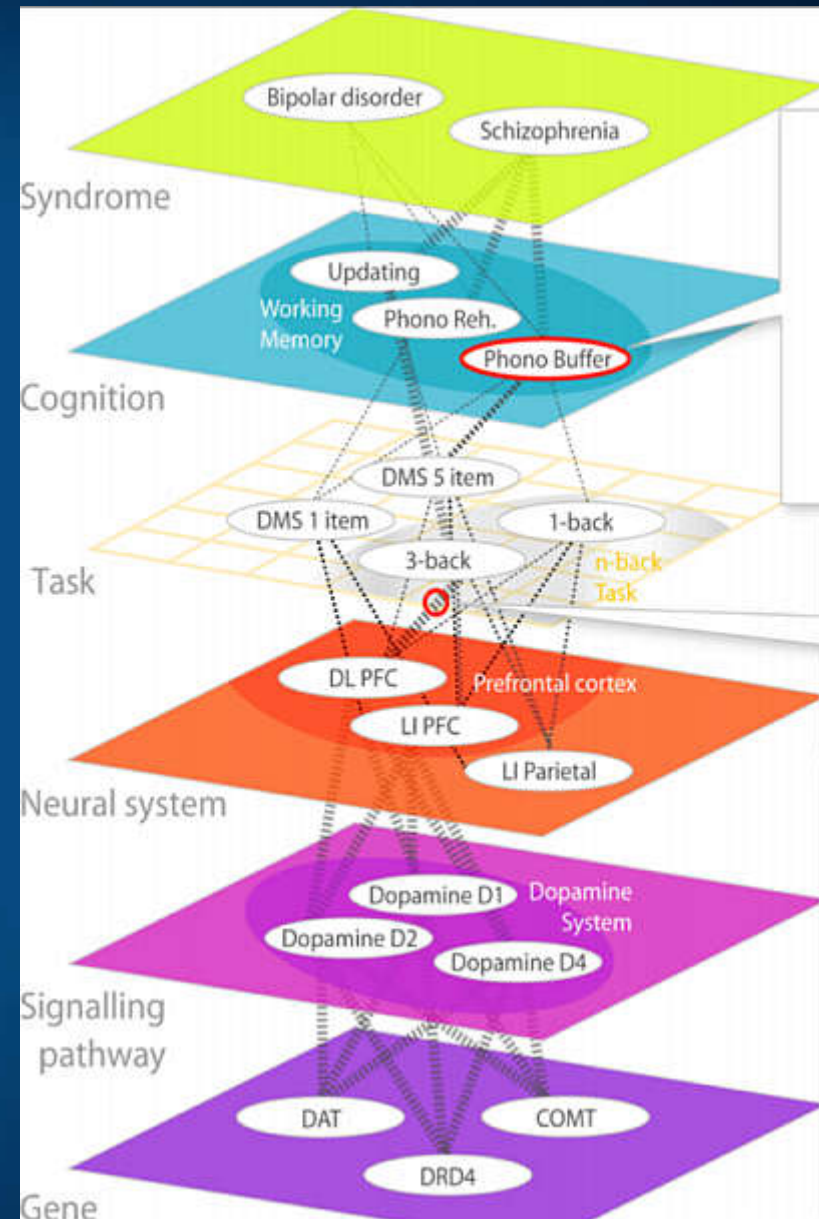 Bipolar disorder
Schizophrenia
Syndrome
Updating
Working
Memory
Phono Reh.
Phono Buffer
Cognition
DMS 5 item
DMS 1 item
1-back
3-back
n-back
Task
Task
DL PFC
Prefrontal cortex
LI PFC
LI Parietal
Neural system
Dopamine D1
Dopamine
System
Dopamine D2
Dopamine D4
Signalling
pathway
DAT
COMT
DRD4
Gene